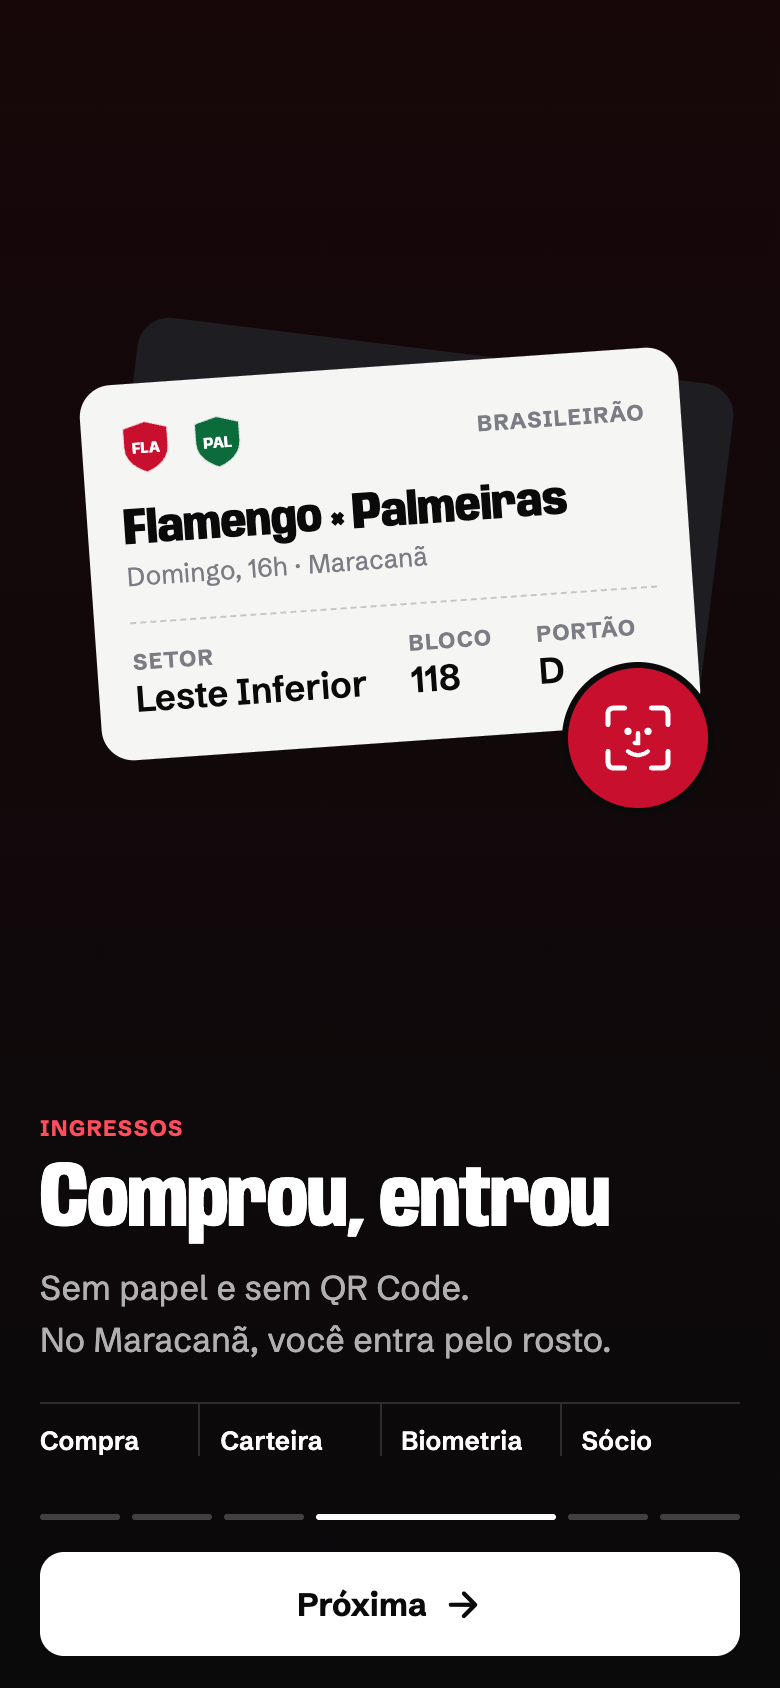 FLA
PAL
BRASILEIRÃO
Flamengo × Palmeiras
Domingo, 16h · Maracanã
SETOR
BLOCO
PORTÃO
Leste Inferior
118
D
INGRESSOS
Comprou, entrou
Sem papel e sem QR Code.
No Maracanã, você entra pelo rosto.
Compra
Carteira
Biometria
Sócio
Próxima →